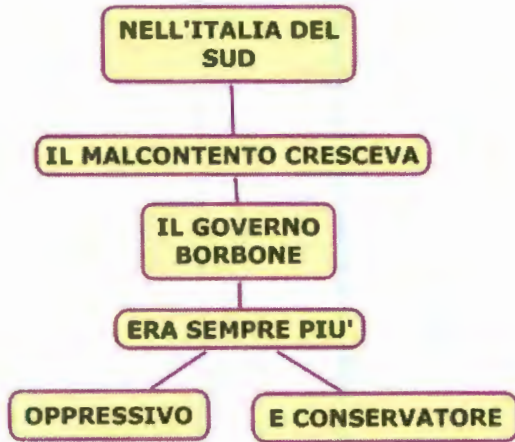 NELL'ITALIA DEL
SUD
IL MALCONTENTO CRESCEVA
IL GOVERNO
BORBONE
ERA SEMPRE PIU'
OPPRESSIVO
E CONSERVATORE